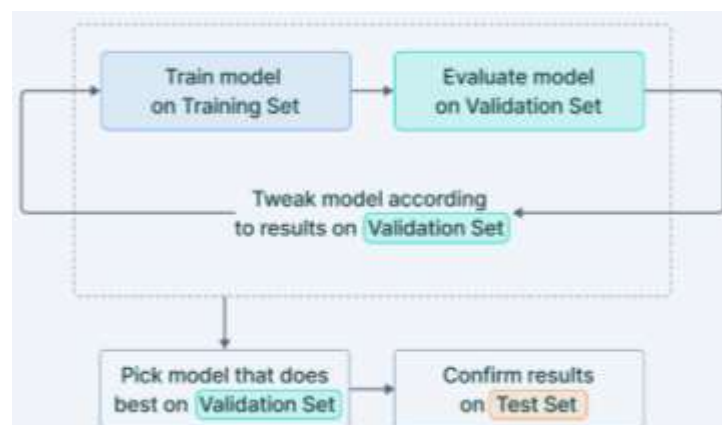 Train model
on Training Set
Evaluate model
on Validation Set
Tweak model according
to results on Validation Set
Pick model that does
best on Validation Set
Confirm results
on Test Set